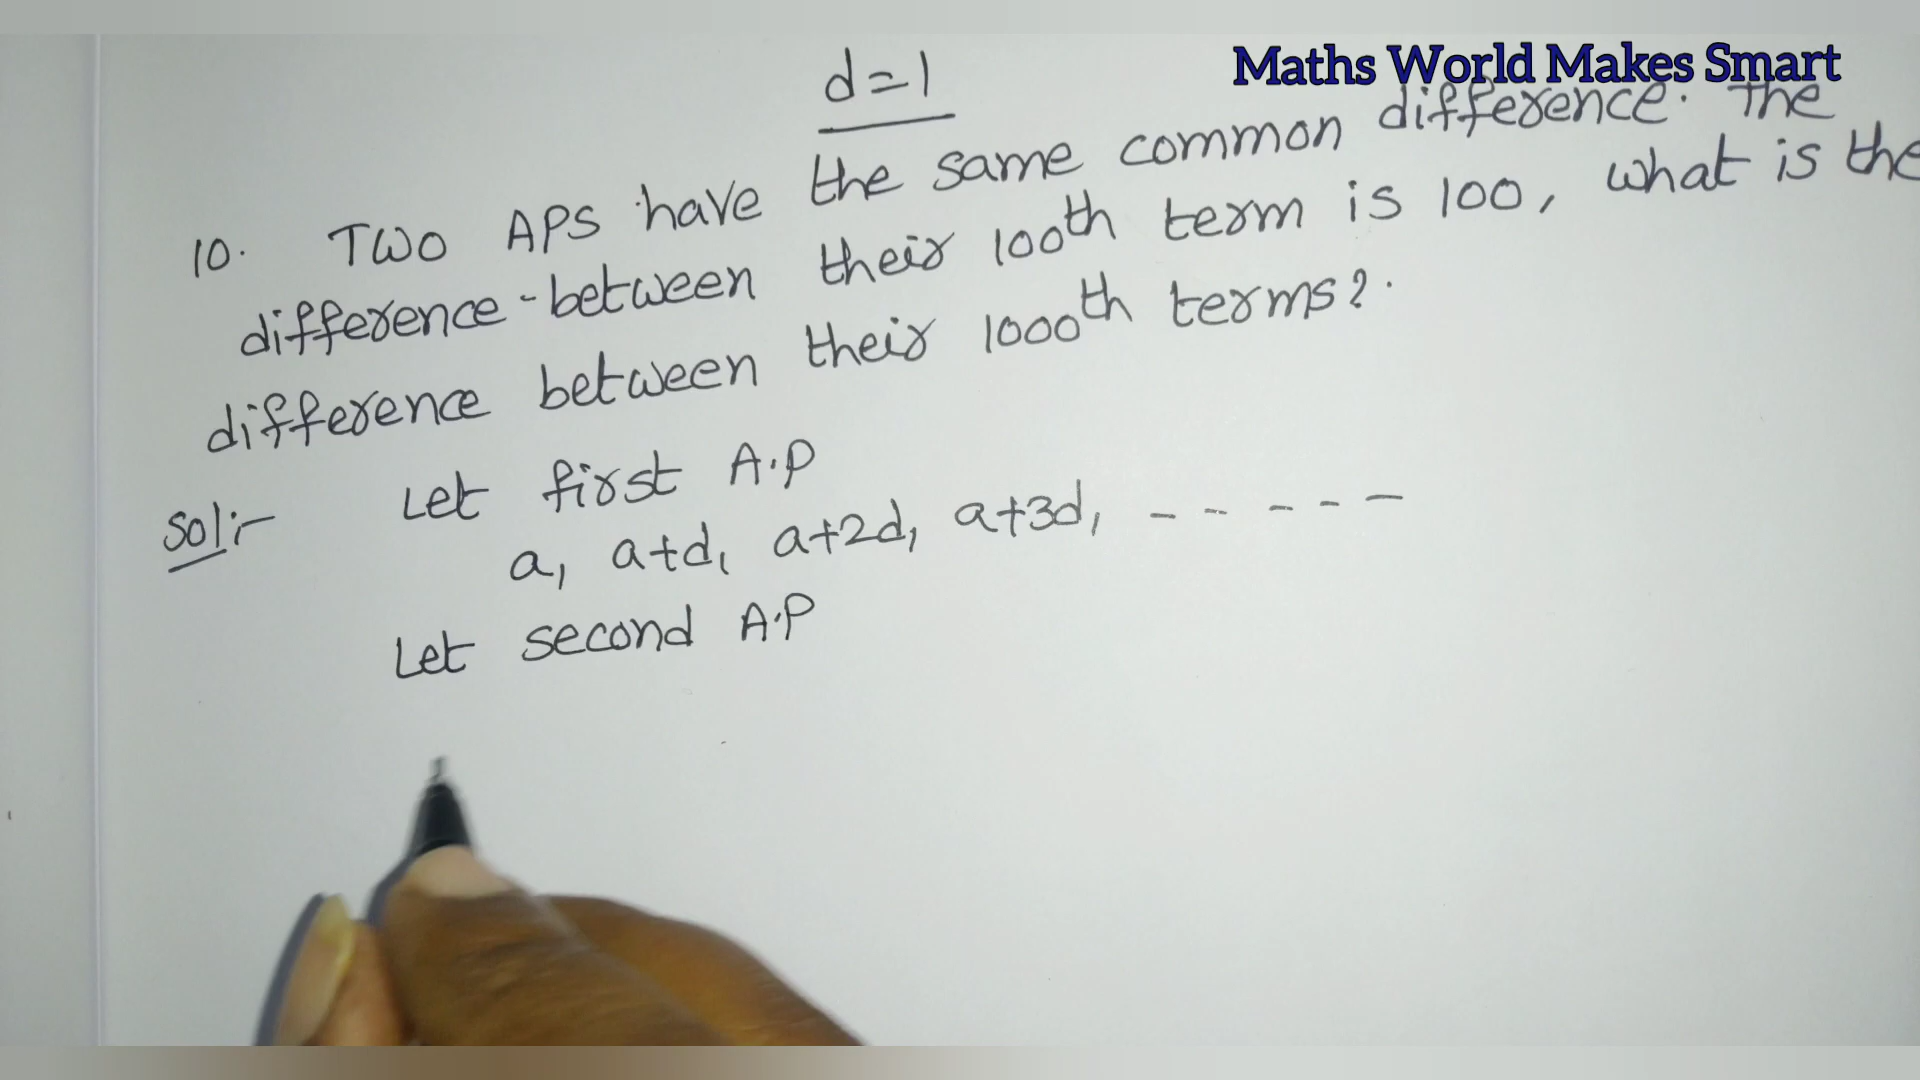 Maths World Makes Smart
d=1
10. Two APS have the same common difference. The
difference-between their 100th term is 100, what is the
difference between their 1000th terms?.
Sol:-
Let first A.P
a, a+d, a+2d, a+3d, - - - - -
Let second A.P